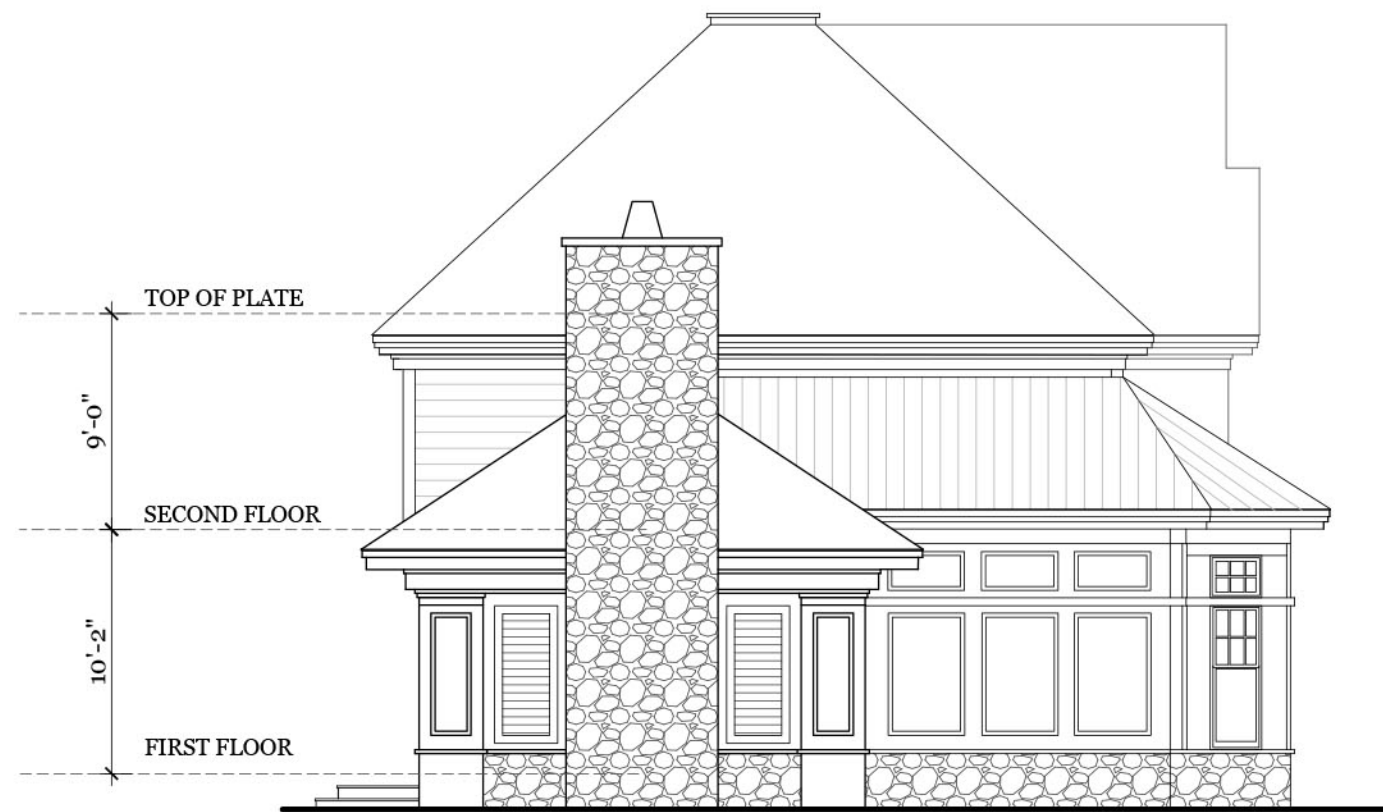 TOP OF PLATE
9'-0"
SECOND FLOOR
10'-2"
FIRST FLOOR